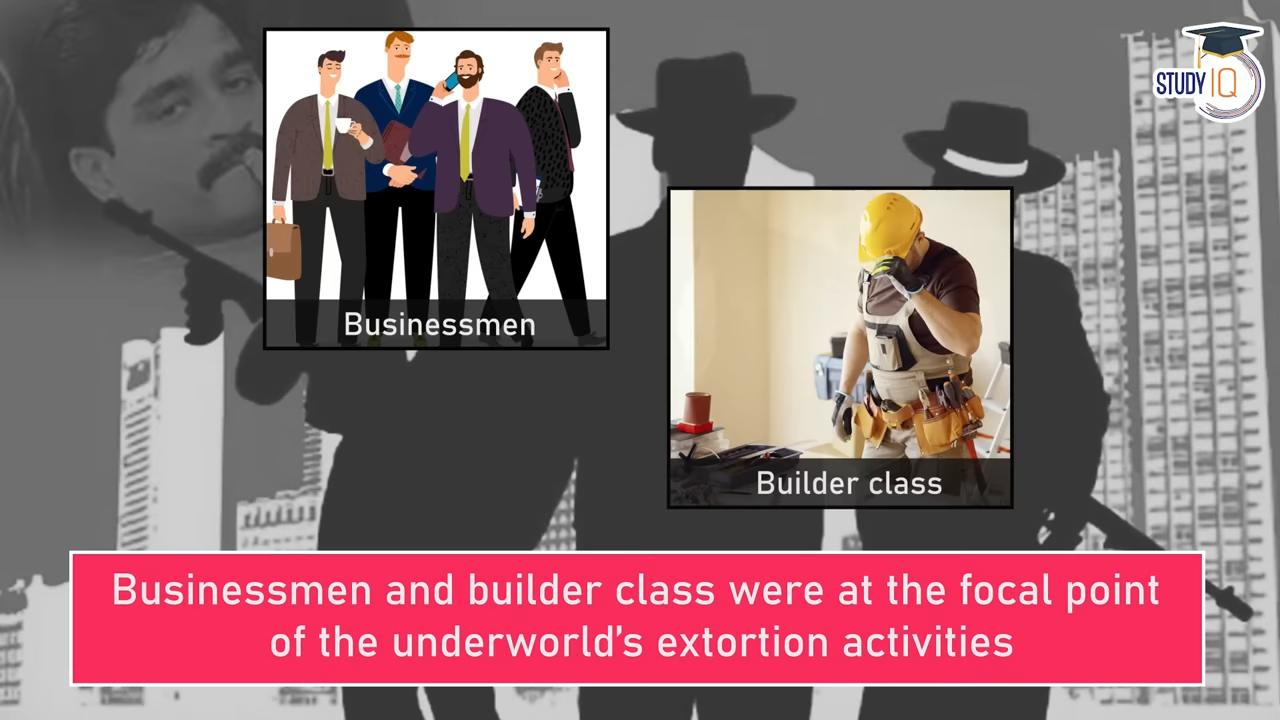 STUDY IQ
Businessmen
Builder class
Businessmen and builder class were at the focal point
of the underworld's extortion activities